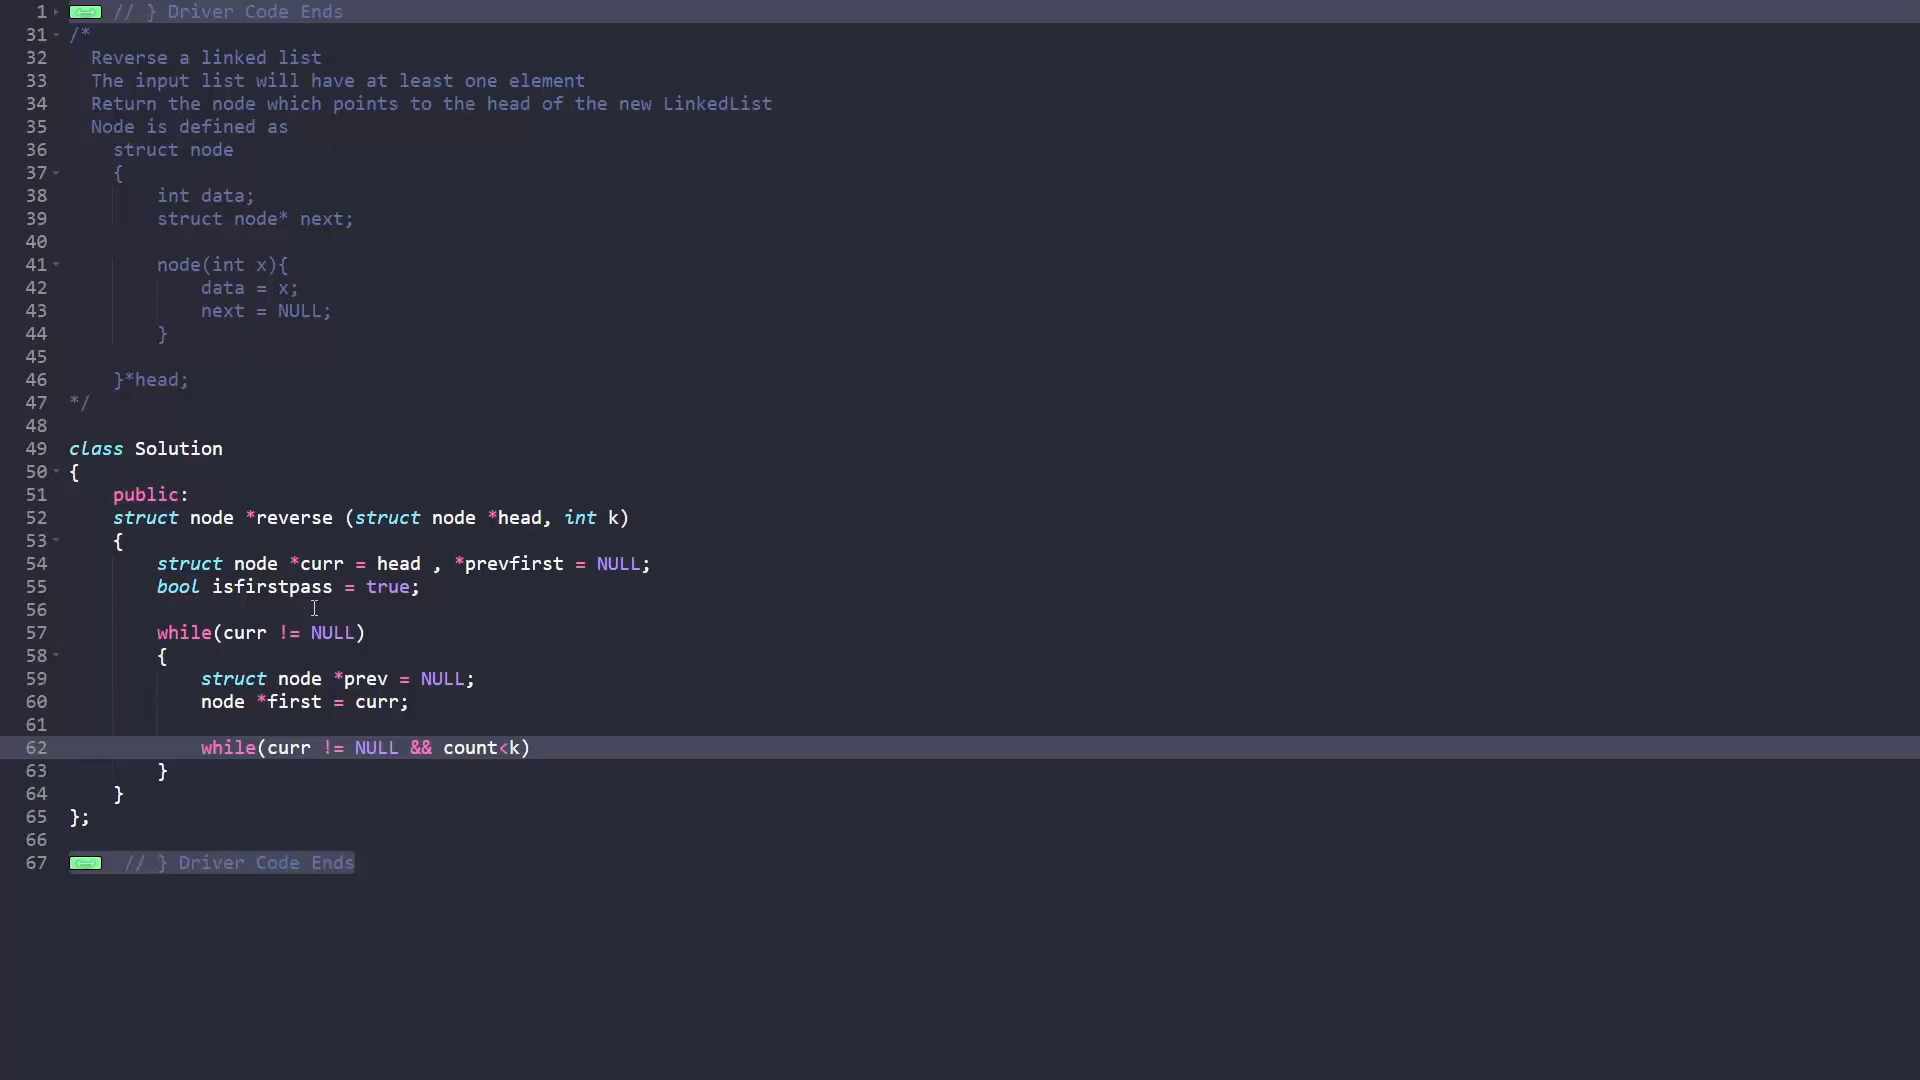 1 // } Driver Code Ends
31 /*
32   Reverse a linked list
33   The input list will have at least one element
34   Return the node which points to the head of the new LinkedList
35   Node is defined as
36     struct node
37     {
38         int data;
39         struct node* next;
40
41         node(int x){
42             data = x;
43             next = NULL;
44         }
45
46     }*head;
47 */
48
49 class Solution
50 {
51     public:
52     struct node *reverse (struct node *head, int k)
53     {
54         struct node *curr = head , *prevfirst = NULL;
55         bool isfirstpass = true;
56
57         while(curr != NULL)
58         {
59             struct node *prev = NULL;
60             node *first = curr;
61
62             while(curr != NULL && count<k)
63         }
64     }
65 };
66
67 // } Driver Code Ends